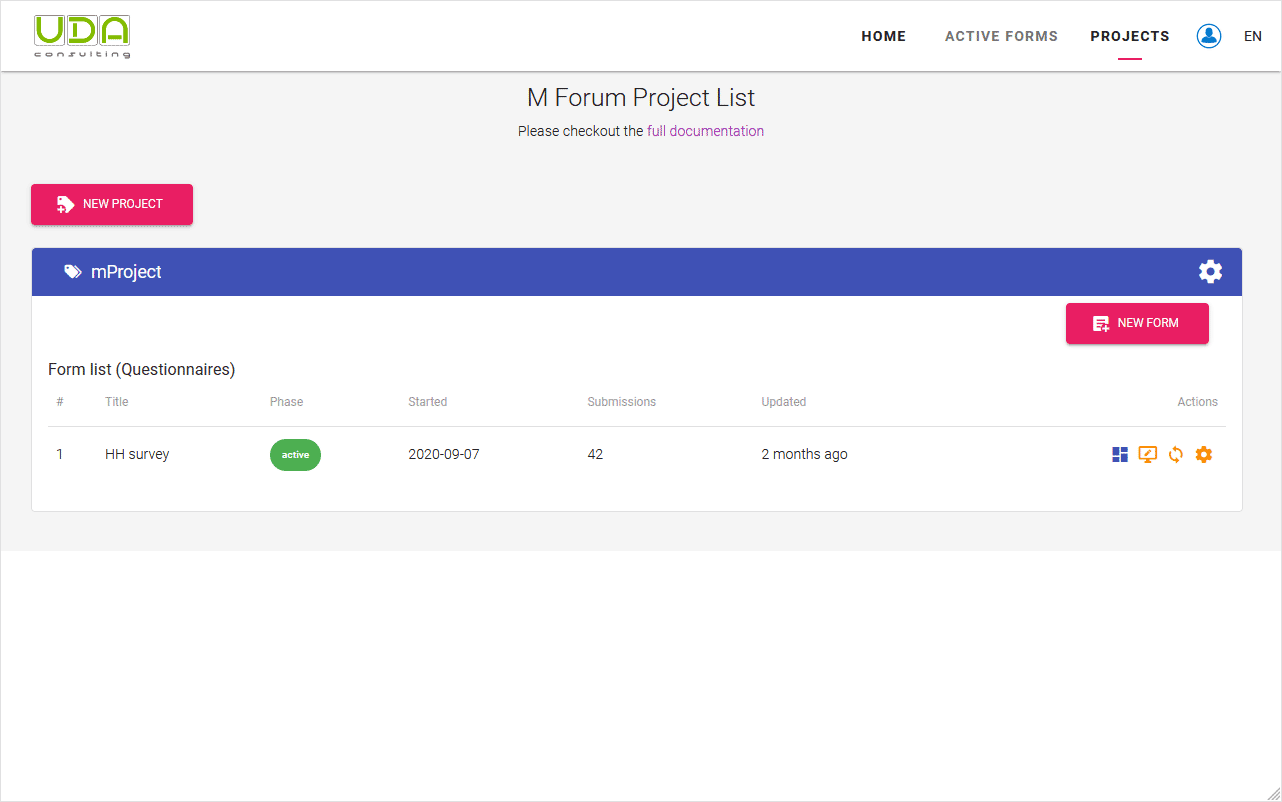 UDA
consulting
HOME ACTIVE FORMS PROJECTS EN
M Forum Project List
Please checkout the full documentation
NEW PROJECT
mProject
NEW FORM
Form list (Questionnaires)
# Title Phase Started Submissions Updated Actions
1 HH survey active 2020-09-07 42 2 months ago